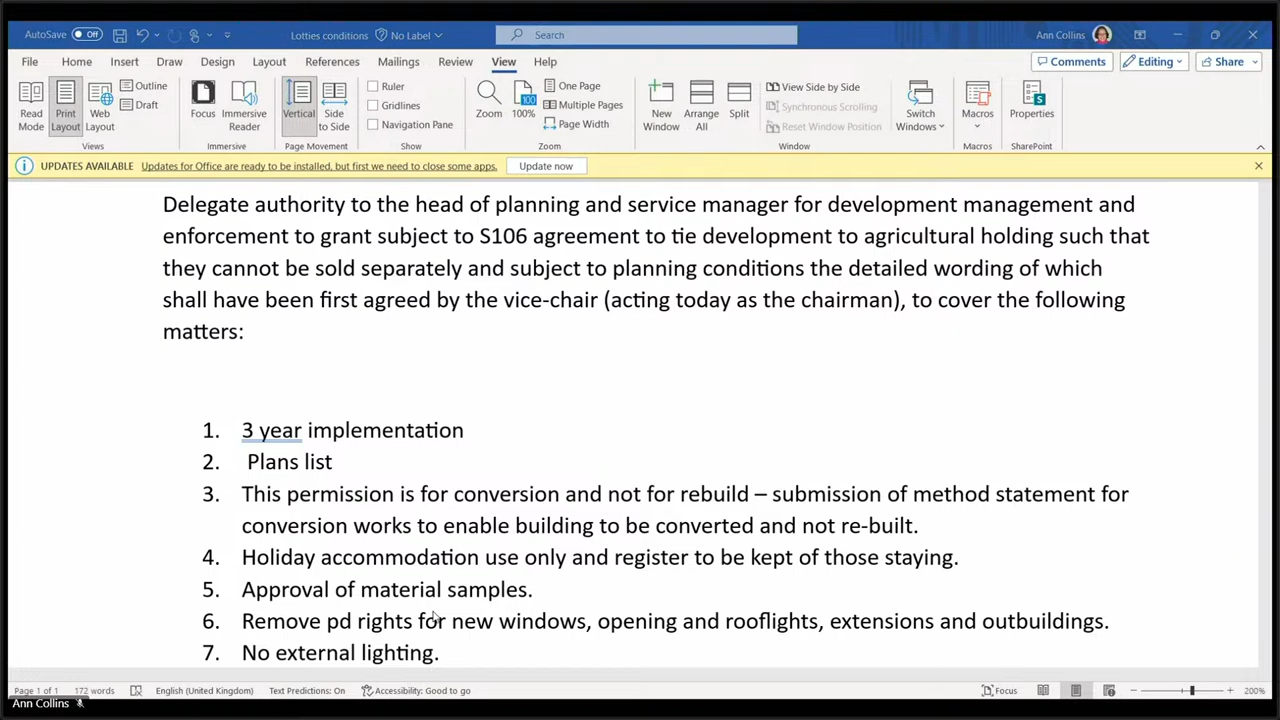 AutoSave Off Lotties conditions No Label Search Ann Collins
File Home Insert Draw Design Layout References Mailings Review View Help Comments Editing Share
Read Mode
Print Layout
Web Layout
Outline
Draft
Views
Focus
Immersive Reader
Immersive
Vertical
Side to Side
Page Movement
Ruler
Gridlines
Navigation Pane
Show
Zoom
100
100%
One Page
Multiple Pages
Page Width
Zoom
New Window
Arrange All
Split
View Side by Side
Synchronous Scrolling
Reset Window Position
Switch Windows
Window
Macros
Macros
Properties
SharePoint
UPDATES AVAILABLE Updates for Office are ready to be installed, but first we need to close some apps. Update now
Delegate authority to the head of planning and service manager for development management and
enforcement to grant subject to S106 agreement to tie development to agricultural holding such that
they cannot be sold separately and subject to planning conditions the detailed wording of which
shall have been first agreed by the vice-chair (acting today as the chairman), to cover the following
matters:
1. 3 year implementation
2. Plans list
3. This permission is for conversion and not for rebuild – submission of method statement for
conversion works to enable building to be converted and not re-built.
4. Holiday accommodation use only and register to be kept of those staying.
5. Approval of material samples.
6. Remove pd rights for new windows, opening and rooflights, extensions and outbuildings.
7. No external lighting.
Page 1 of 1 172 words English (United Kingdom) Text Predictions: On Accessibility: Good to go Focus 200%
Ann Collins